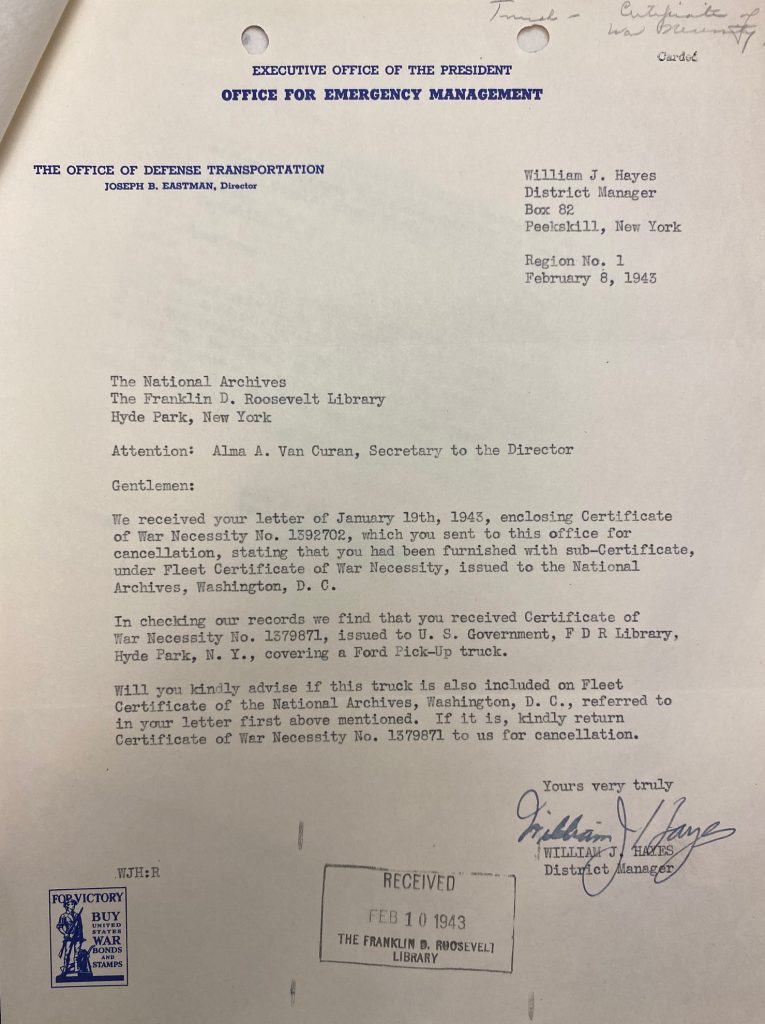 Truck - Certificate of
War Necessity
Carded
EXECUTIVE OFFICE OF THE PRESIDENT
OFFICE FOR EMERGENCY MANAGEMENT
THE OFFICE OF DEFENSE TRANSPORTATION
JOSEPH B. EASTMAN, Director
William J. Hayes
District Manager
Box 82
Peekskill, New York
Region No. 1
February 8, 1943
The National Archives
The Franklin D. Roosevelt Library
Hyde Park, New York
Attention: Alma A. Van Curan, Secretary to the Director
Gentlemen:
We received your letter of January 19th, 1943, enclosing Certificate
of War Necessity No. 1392702, which you sent to this office for
cancellation, stating that you had been furnished with sub-Certificate,
under Fleet Certificate of War Necessity, issued to the National
Archives, Washington, D. C.
In checking our records we find that you received Certificate of
War Necessity No. 1379871, issued to U. S. Government, F D R Library,
Hyde Park, N. Y., covering a Ford Pick-Up truck.
Will you kindly advise if this truck is also included on Fleet
Certificate of the National Archives, Washington, D. C., referred to
in your letter first above mentioned. If it is, kindly return
Certificate of War Necessity No. 1379871 to us for cancellation.
Yours very truly
William J Hayes
WILLIAM J. HAYES
District Manager
WJH:R
FOR VICTORY
BUY
UNITED
STATES
WAR
BONDS
AND
STAMPS
RECEIVED
FEB 10 1943
THE FRANKLIN D. ROOSEVELT
LIBRARY